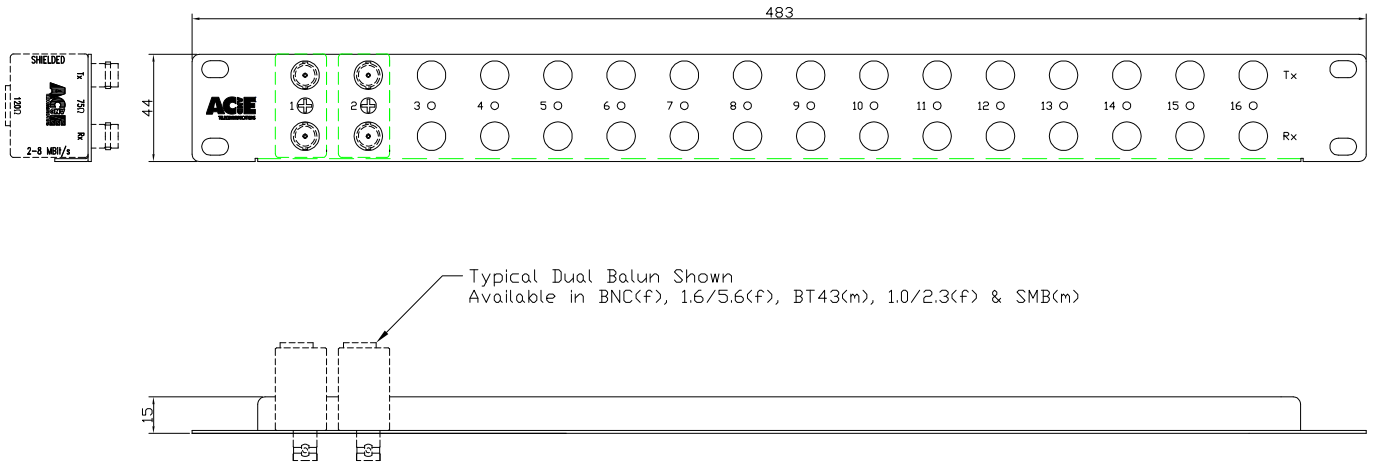 483
SHIELDED
Tx
ACE
120Ω
75Ω
Rx
2-8 MBit/s
44
ACE
1 2 3 4 5 6 7 8 9 10 11 12 13 14 15 16
Tx
Rx
Typical Dual Balun Shown
Available in BNC(f), 1.6/5.6(f), BT43(m), 1.0/2.3(f) & SMB(m)
15